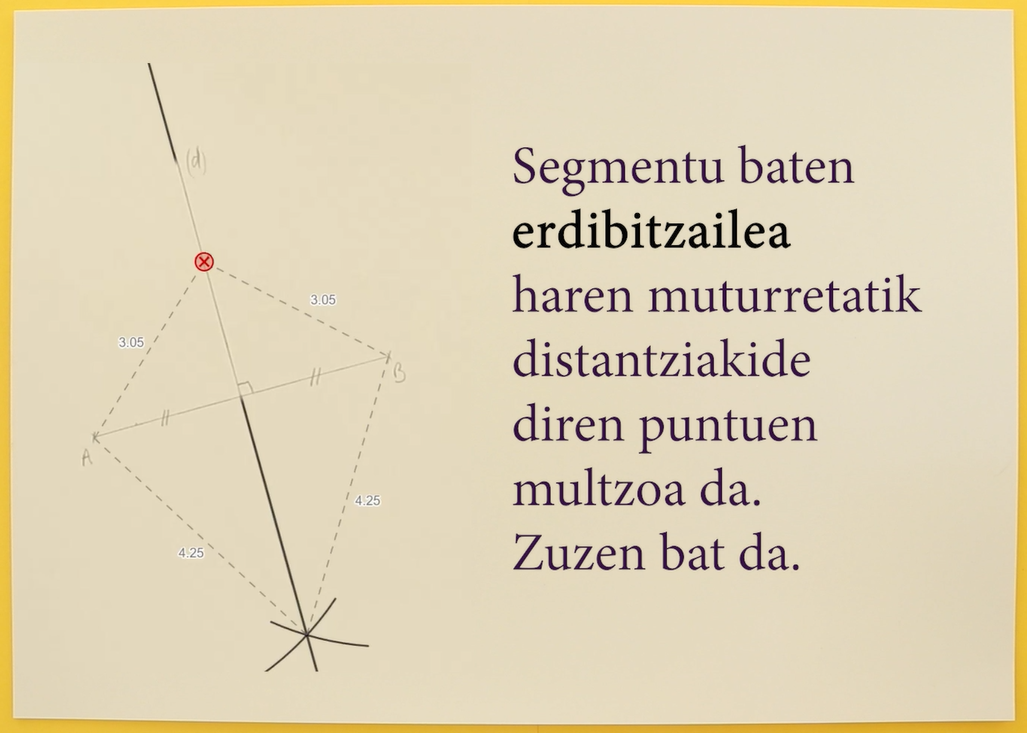 (d)
3.05
3.05
B
A
4.25
4.25
Segmentu baten
erdibitzailea
haren muturretatik
distantziakide
diren puntuen
multzoa da.
Zuzen bat da.